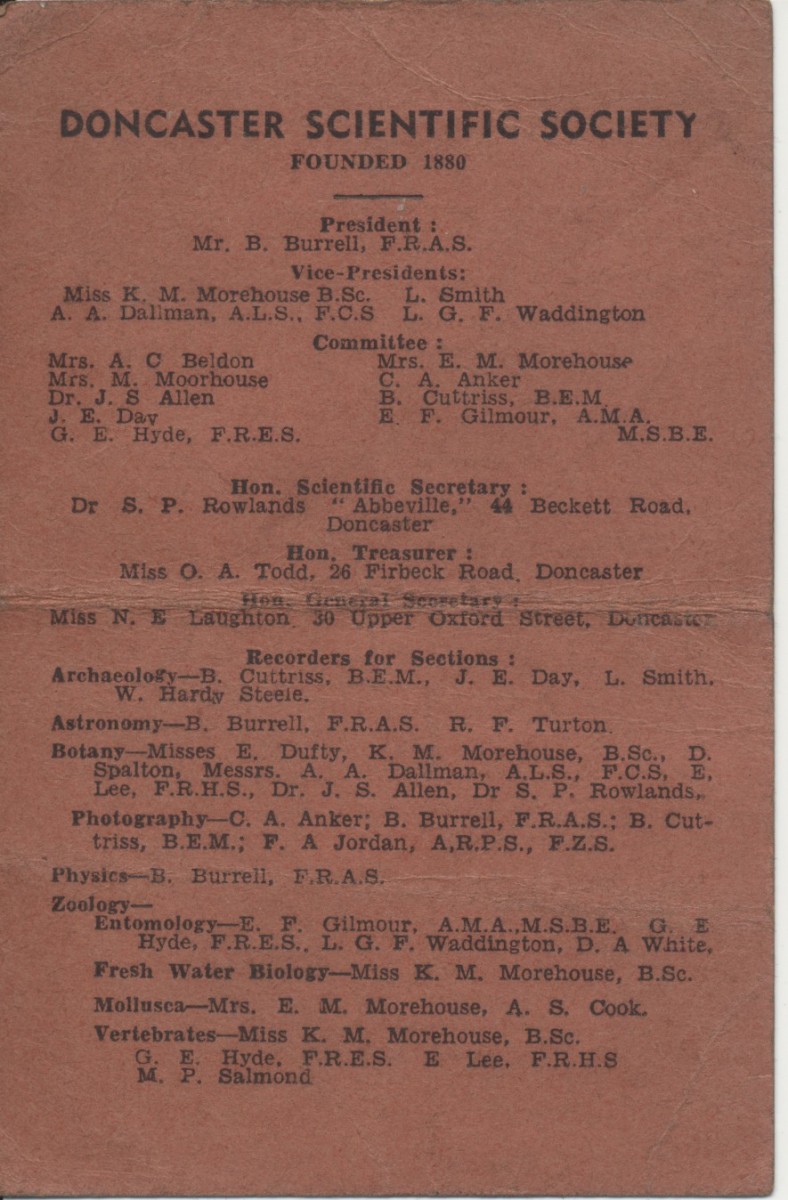 DONCASTER SCIENTIFIC SOCIETY
FOUNDED 1880
President :
Mr. B. Burrell, F.R.A.S.
Vice-Presidents:
Miss K. M. Morehouse B.Sc. L. Smith
A. A. Dallman, A.L.S., F.C.S L. G. F. Waddington
Committee :
Mrs. A. C Beldon Mrs. E. M. Morehouse
Mrs. M. Moorhouse C. A. Anker
Dr. J. S Allen B. Cuttriss, B.E.M
J. E. Day E. F. Gilmour, A.M.A.
G. E. Hyde, F.R.E.S. M.S.B.E.
Hon. Scientific Secretary :
Dr S. P. Rowlands "Abbeville," 44 Beckett Road,
Doncaster
Hon. Treasurer :
Miss O. A. Todd, 26 Firbeck Road, Doncaster
Hon. General Secretary :
Miss N. E Laughton 30 Upper Oxford Street, Doncaster
Recorders for Sections :
Archaeology—B. Cuttriss, B.E.M., J. E. Day, L. Smith,
W. Hardy Steele.
Astronomy—B. Burrell, F.R.A.S. R. F. Turton.
Botany—Misses E. Dufty, K. M. Morehouse, B.Sc., D.
Spalton, Messrs. A. A. Dallman, A.L.S., F.C.S, E,
Lee, F.R.H.S., Dr. J. S. Allen, Dr S. P. Rowlands,.
Photography—C. A. Anker; B. Burrell, F.R.A.S.; B. Cut-
triss, B.E.M.; F. A Jordan, A,R.P.S., F.Z.S.
Physics—B. Burrell, F.R.A.S.
Zoology—
Entomology—E. F. Gilmour, A.M.A.,M.S.B.E. G. E
Hyde, F.R.E.S., L. G. F. Waddington, D. A White,
Fresh Water Biology—Miss K. M. Morehouse, B.Sc.
Mollusca—Mrs. E. M. Morehouse, A. S. Cook.
Vertebrates—Miss K. M. Morehouse, B.Sc.
G. E. Hyde, F.R.E.S. E Lee, F.R.H.S
M. P. Salmond